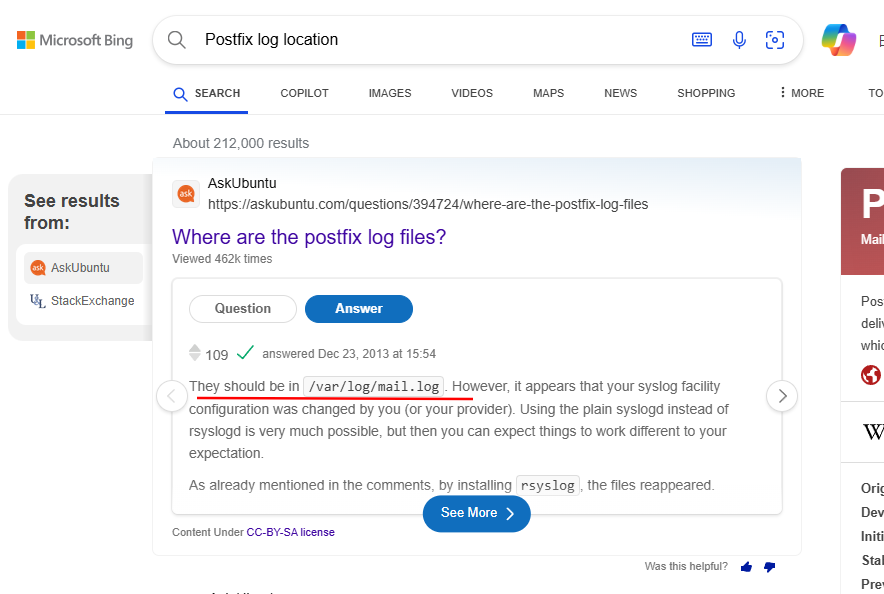 Microsoft Bing
Postfix log location
SEARCH
COPILOT
IMAGES
VIDEOS
MAPS
NEWS
SHOPPING
MORE
TO
About 212,000 results
See results
from:
ask AskUbuntu
UL StackExchange
ask
AskUbuntu
https://askubuntu.com/questions/394724/where-are-the-postfix-log-files
Where are the postfix log files?
Viewed 462k times
Question
Answer
109
answered Dec 23, 2013 at 15:54
They should be in /var/log/mail.log. However, it appears that your syslog facility
configuration was changed by you (or your provider). Using the plain syslogd instead of
rsyslogd is very much possible, but then you can expect things to work different to your
expectation.
As already mentioned in the comments, by installing rsyslog, the files reappeared.
See More
Content Under CC-BY-SA license
Was this helpful?
P
Mail
Pos
deliv
whic
W
Orig
Dev
Initi
Stal
Prev